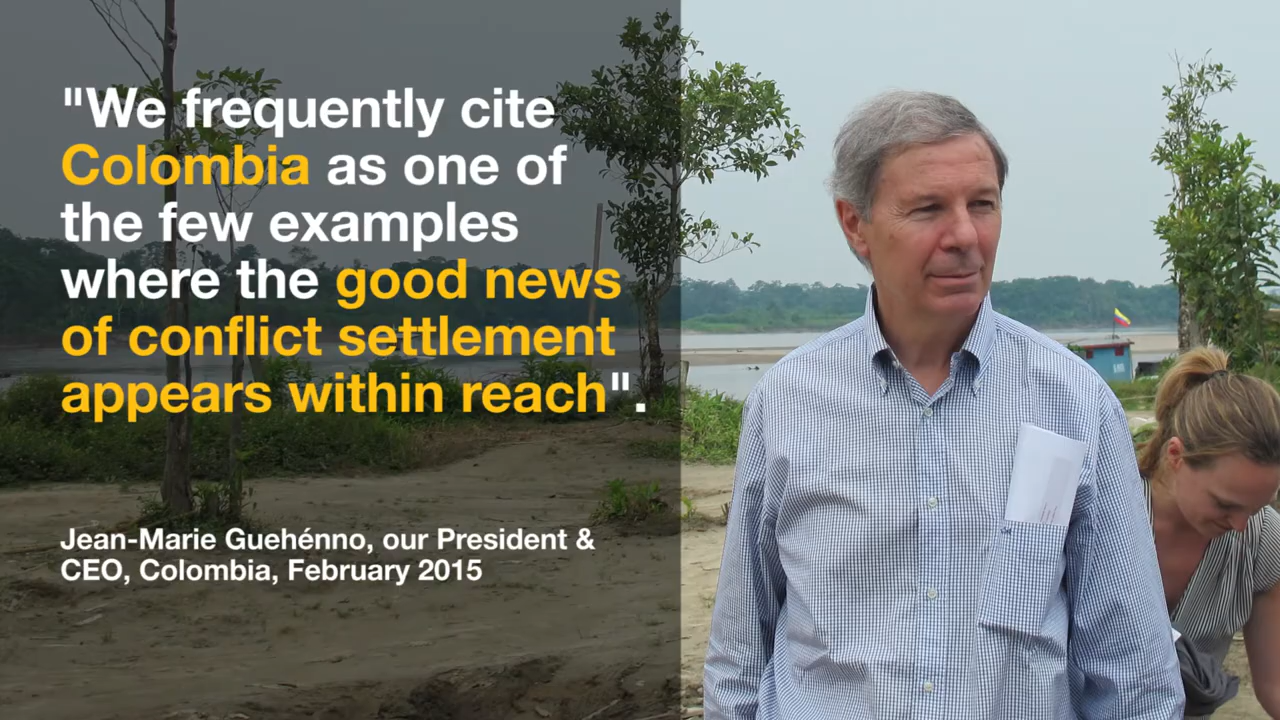 "We frequently cite
Colombia as one of
the few examples
where the good news
of conflict settlement
appears within reach".
Jean-Marie Guehénno, our President &
CEO, Colombia, February 2015